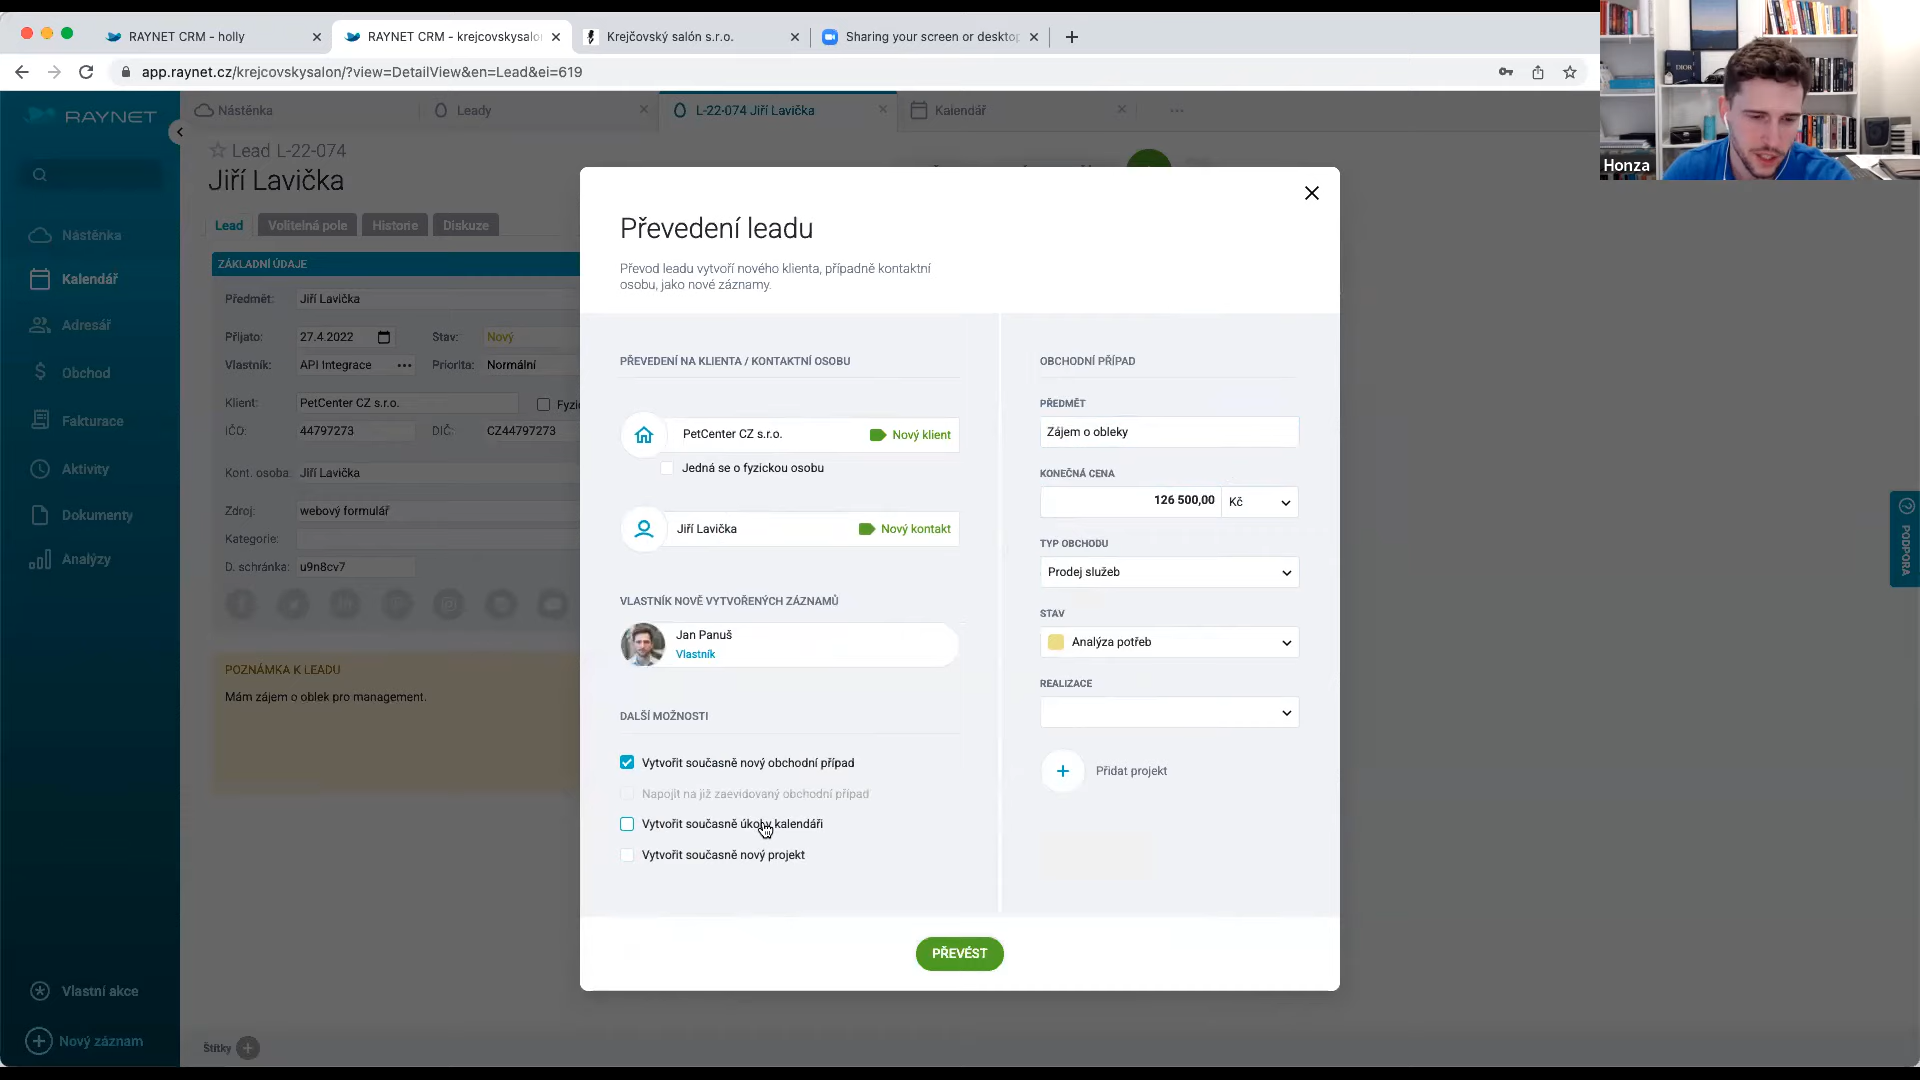 RAYNET CRM - holly
RAYNET CRM - krejcovskysalon
Krejčovský salón s.r.o.
Sharing your screen or desktop
app.raynet.cz/krejcovskysalon/?view=DetailView&en=Lead&ei=619
Honza
RAYNET
Nástěnka
Leady
L-22-074 Jiří Lavička
Kalendář
Lead L-22-074
Jiří Lavička
Lead
Volitelná pole
Historie
Diskuze
ZÁKLADNÍ ÚDAJE
Předmět: Jiří Lavička
Přijato: 27.4.2022 Stav: Nový
Vlastník: API Integrace Priorita: Normální
Klient: PetCenter CZ s.r.o. Fyzi
IČO: 44797273 DIČ: CZ44797273
Kont. osoba: Jiří Lavička
Zdroj: webový formulář
Kategorie:
D. schránka: u9n8cv7
POZNÁMKA K LEADU
Mám zájem o oblek pro management.
Štítky
Nástěnka
Kalendář
Adresář
Obchod
Fakturace
Aktivity
Dokumenty
Analýzy
Vlastní akce
Nový záznam
Převedení leadu
Převod leadu vytvoří nového klienta, případně kontaktní
osobu, jako nové záznamy.
PŘEVEDENÍ NA KLIENTA / KONTAKTNÍ OSOBU
PetCenter CZ s.r.o. Nový klient
Jedná se o fyzickou osobu
Jiří Lavička Nový kontakt
VLASTNÍK NOVĚ VYTVOŘENÝCH ZÁZNAMŮ
Jan Panuš
Vlastník
DALŠÍ MOŽNOSTI
Vytvořit současně nový obchodní případ
Napojit na již zaevidovaný obchodní případ
Vytvořit současně úkol v kalendáři
Vytvořit současně nový projekt
OBCHODNÍ PŘÍPAD
PŘEDMĚT
Zájem o obleky
KONEČNÁ CENA
126 500,00 Kč
TYP OBCHODU
Prodej služeb
STAV
Analýza potřeb
REALIZACE
Přidat projekt
PŘEVÉST
PODPORA
DIOR